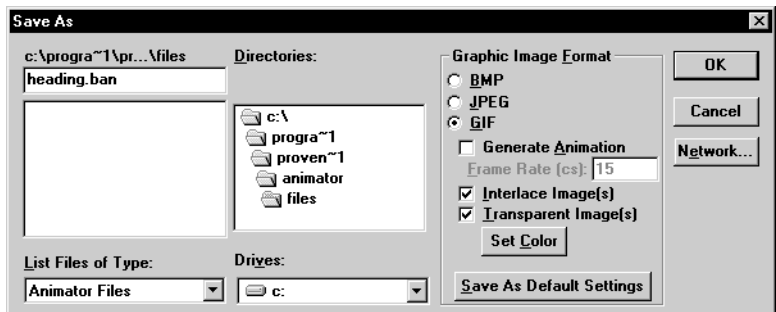 Save As
c:\progra~1\pr...\files
heading.ban
List Files of Type:
Animator Files
Directories:
c:\
progra~1
proven~1
animator
files
Drives:
c:
Graphic Image Format
BMP
JPEG
GIF
Generate Animation
Frame Rate (cs): 15
Interlace Image(s)
Transparent Image(s)
Set Color
Save As Default Settings
OK
Cancel
Network...